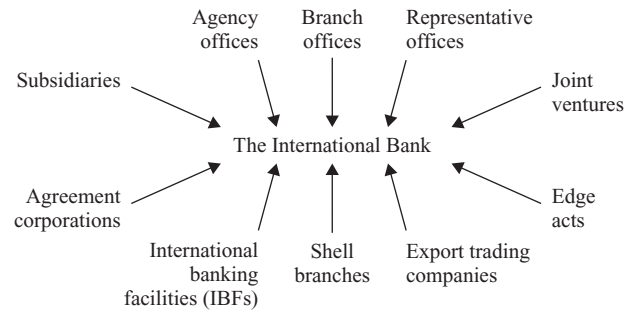 Agency
offices
Branch
offices
Representative
offices
Subsidiaries
Joint
ventures
The International Bank
Agreement
corporations
Edge
acts
International
banking
facilities (IBFs)
Shell
branches
Export trading
companies